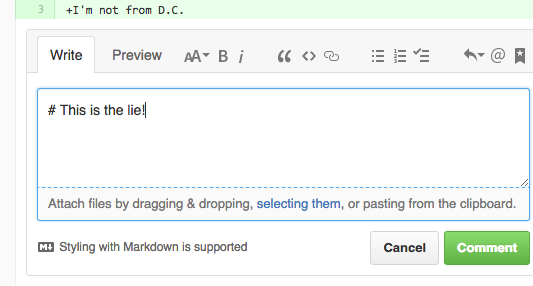 3 +I'm not from D.C.
Write Preview AA B i @
# This is the lie!
Attach files by dragging & dropping, selecting them, or pasting from the clipboard.
M↓ Styling with Markdown is supported Cancel Comment